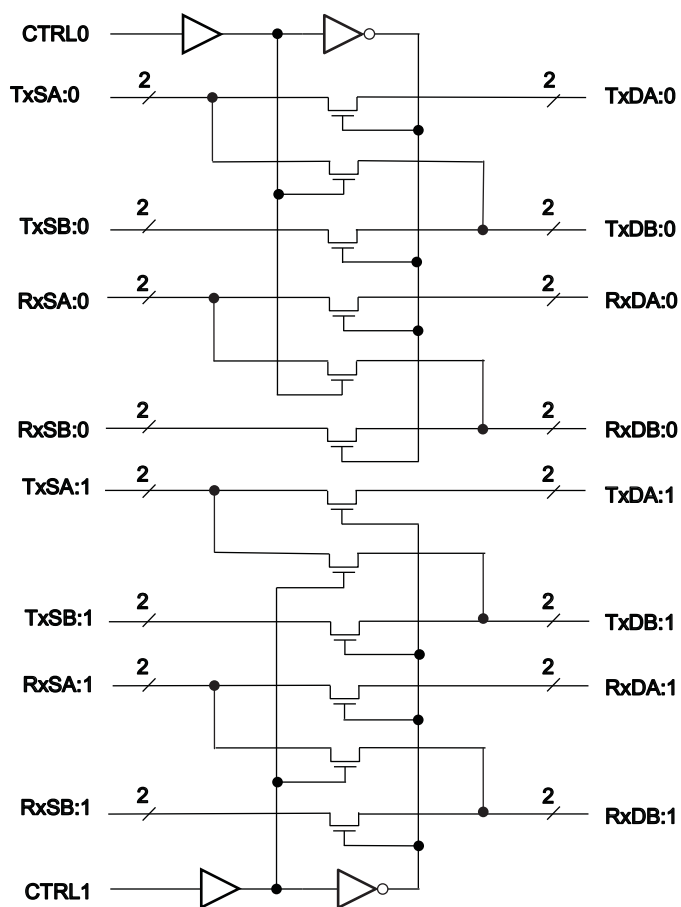 CTRL0
TxSA:0 2 2 TxDA:0
TxSB:0 2 2 TxDB:0
RxSA:0 2 2 RxDA:0
RxSB:0 2 2 RxDB:0
TxSA:1 2 2 TxDA:1
TxSB:1 2 2 TxDB:1
RxSA:1 2 2 RxDA:1
RxSB:1 2 2 RxDB:1
CTRL1